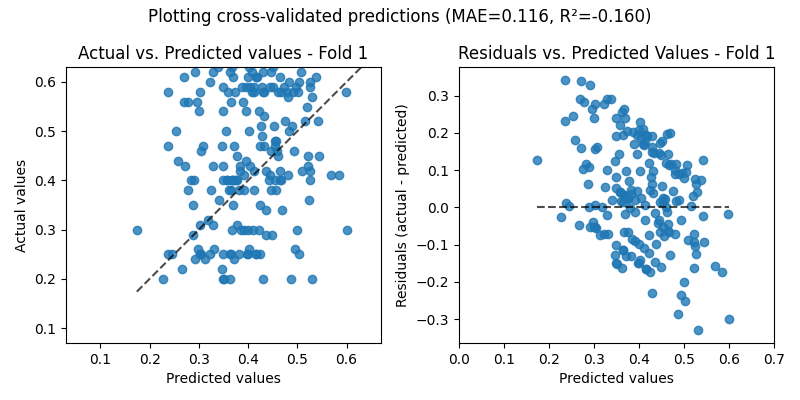 Plotting cross-validated predictions (MAE=0.116, R²=-0.160)
Actual vs. Predicted values - Fold 1
Actual values
0.6
0.5
0.4
0.3
0.2
0.1
0.1 0.2 0.3 0.4 0.5 0.6
Predicted values
Residuals vs. Predicted Values - Fold 1
Residuals (actual - predicted)
0.3
0.2
0.1
0.0
−0.1
−0.2
−0.3
0.0 0.1 0.2 0.3 0.4 0.5 0.6 0.7
Predicted values